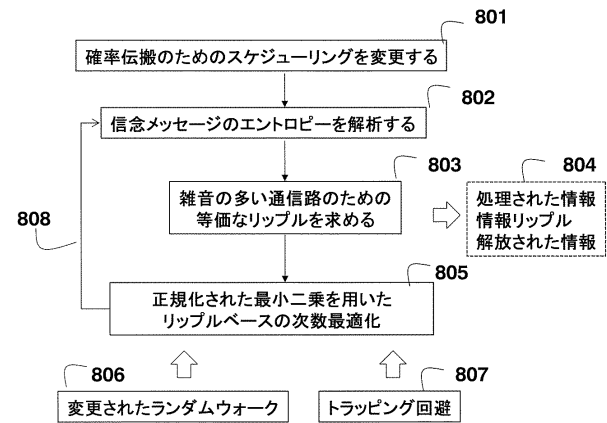 801
確率伝搬のためのスケジューリングを変更する
802
信念メッセージのエントロピーを解析する
803
雑音の多い通信路のための
等価なリップルを求める
804
処理された情報
情報リップル
解放された情報
808
805
正規化された最小二乗を用いた
リップルベースの次数最適化
806
変更されたランダムウォーク
807
トラッピング回避